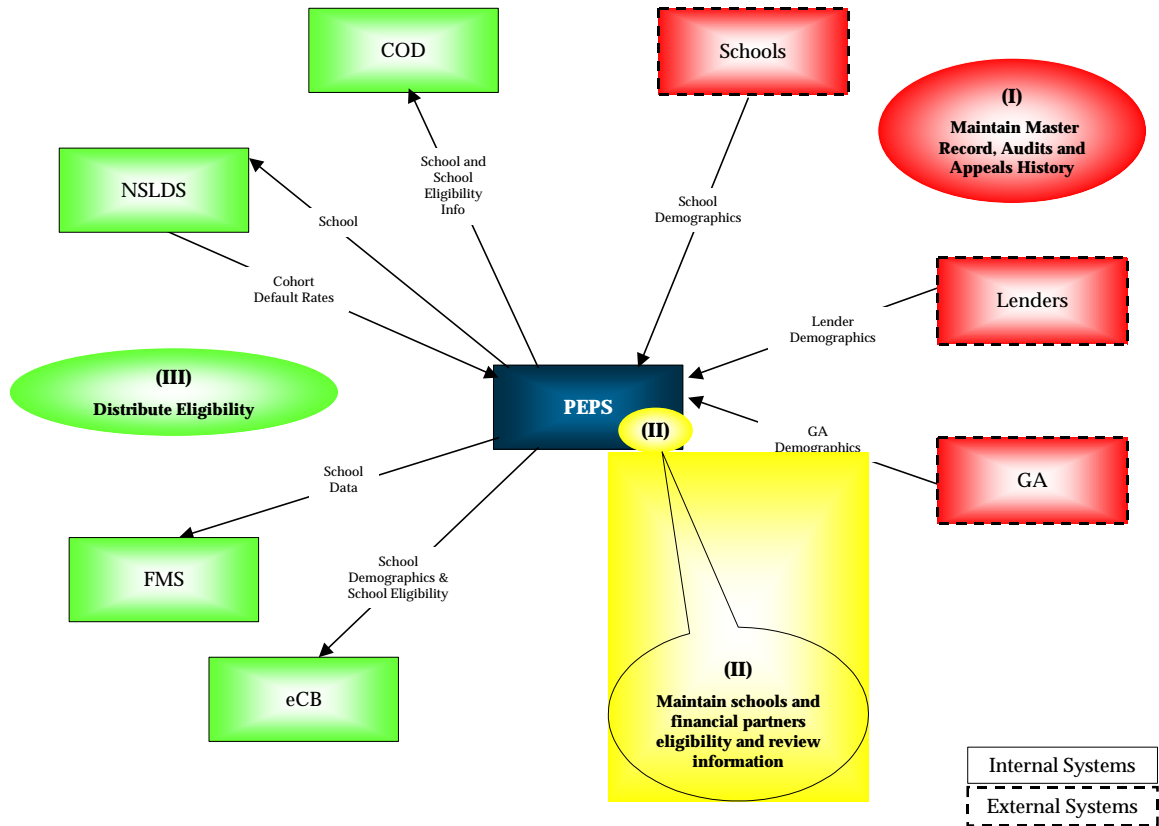 COD
Schools
(I)
Maintain Master
Record, Audits and
Appeals History
NSLDS
School and
School
Eligibility
Info
School
School
Demographics
Cohort
Default Rates
Lenders
Lender
Demographics
(III)
Distribute Eligibility
PEPS
(II)
GA
Demographics
GA
School
Data
FMS
School
Demographics &
School Eligibility
eCB
(II)
Maintain schools and
financial partners
eligibility and review
information
Internal Systems
External Systems